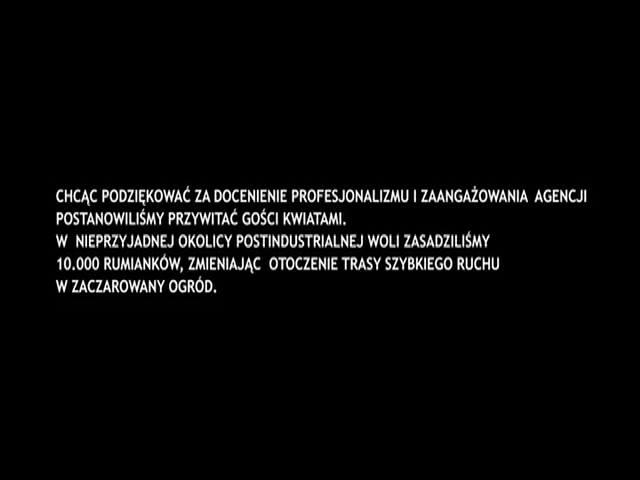 CHCĄC PODZIĘKOWAĆ ZA DOCENIENIE PROFESJONALIZMU I ZAANGAŻOWANIA AGENCJI
POSTANOWILIŚMY PRZYWITAĆ GOŚCI KWIATAMI.
W NIEPRZYJADNEJ OKOLICY POSTINDUSTRIALNEJ WOLI ZASADZILIŚMY
10.000 RUMIANKÓW, ZMIENIAJĄC OTOCZENIE TRASY SZYBKIEGO RUCHU
W ZACZAROWANY OGRÓD.